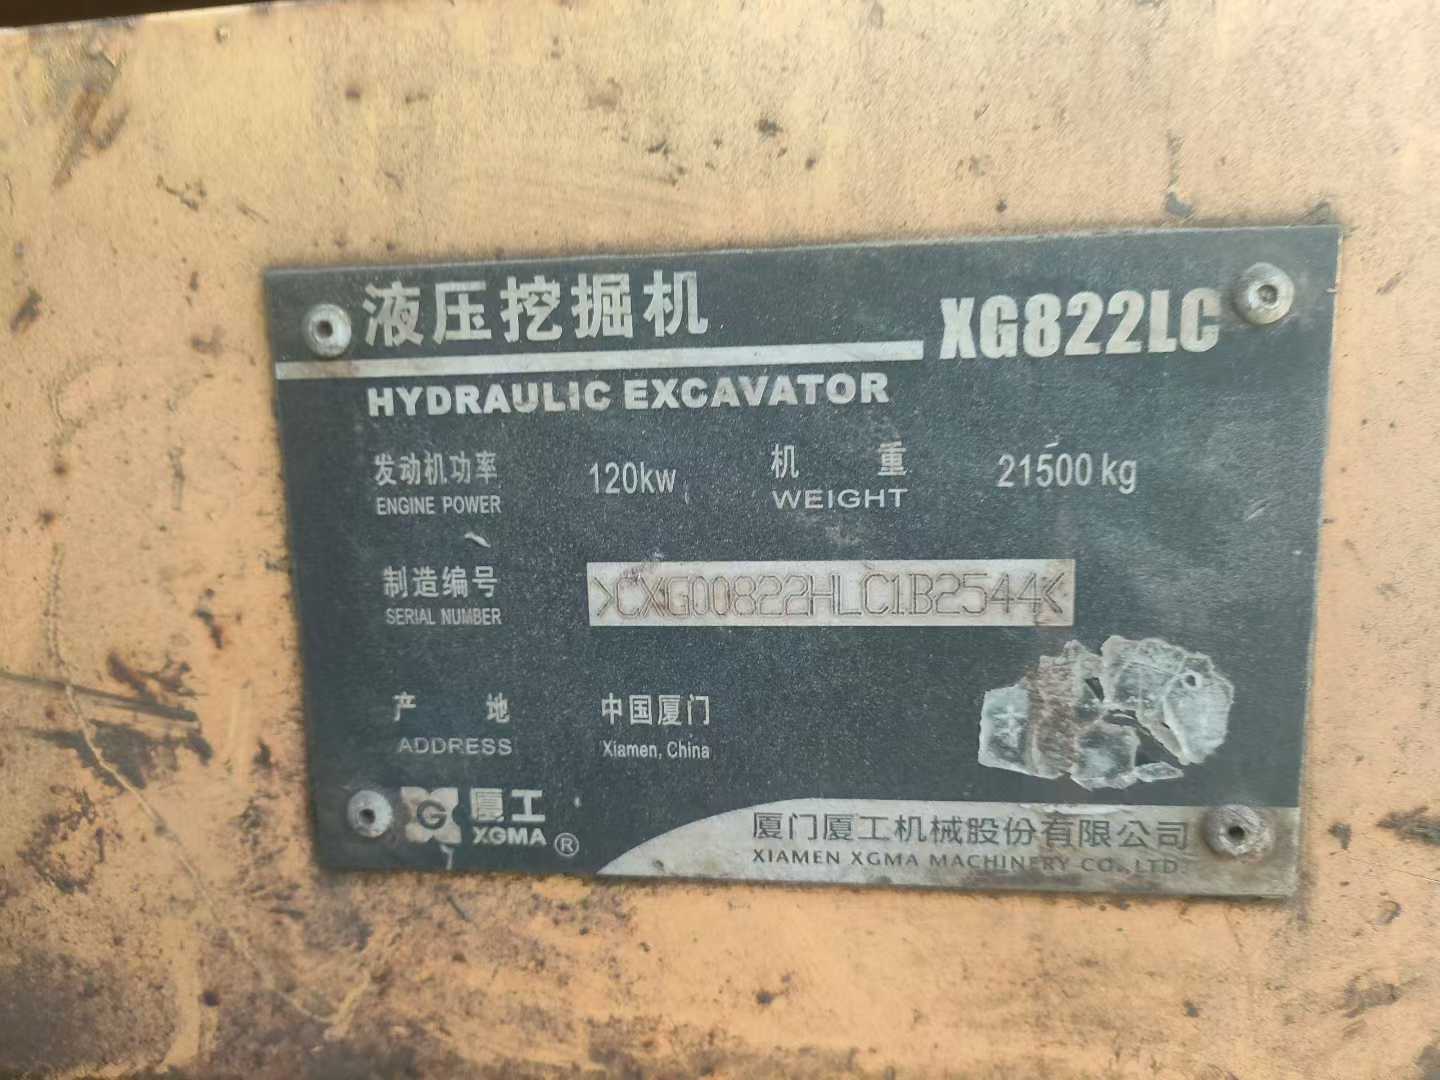 液压挖掘机
XG822LC
HYDRAULIC EXCAVATOR
发动机功率 120kw 机 重 21500 kg
ENGINE POWER WEIGHT
制造编号 >CXG00822HLC1B2544<
SERIAL NUMBER
产 地 中国厦门
ADDRESS Xiamen, China
G 厦工
XGMA ®
厦门厦工机械股份有限公司
XIAMEN XGMA MACHINERY CO., LTD.